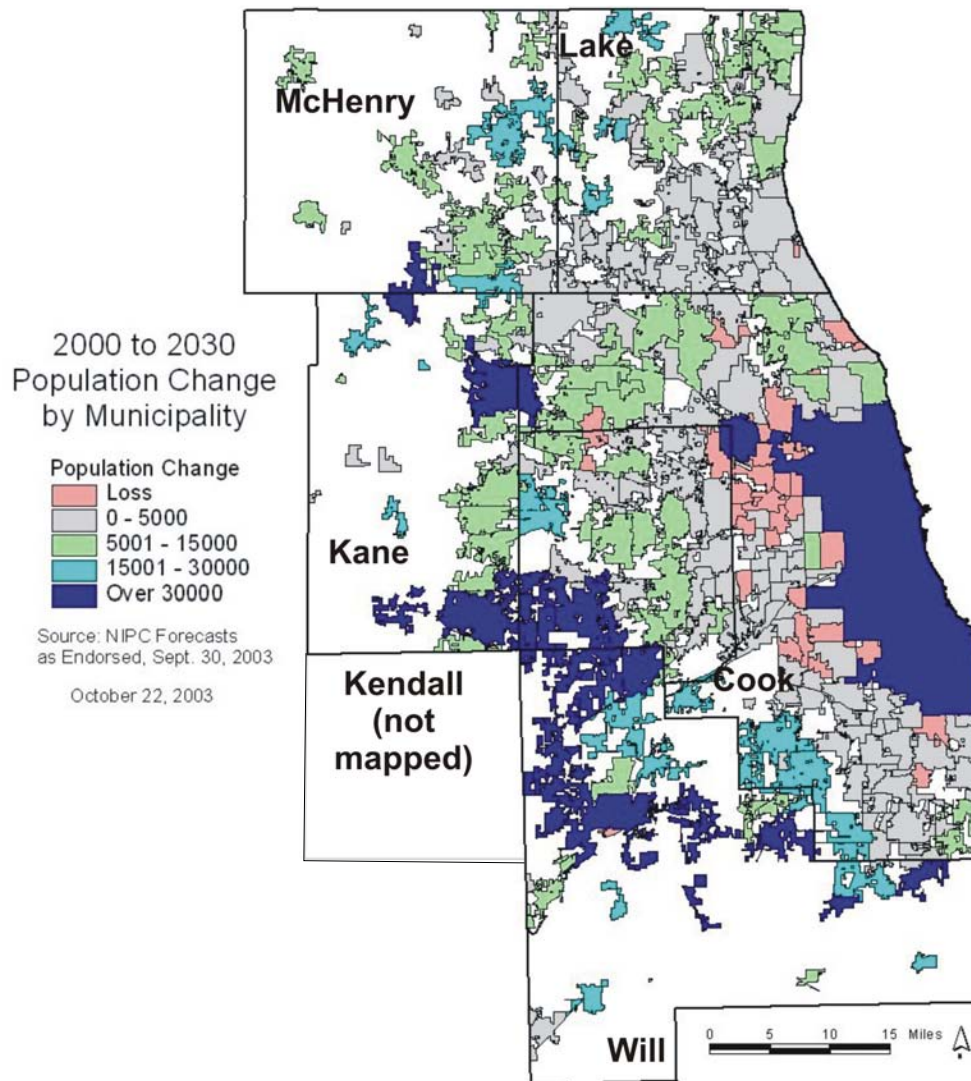 Lake
McHenry
2000 to 2030
Population Change
by Municipality
Population Change
Loss
0 - 5000
5001 - 15000
15001 - 30000
Over 30000
Source: NIPC Forecasts
as Endorsed, Sept. 30, 2003
October 22, 2003
Kane
Kendall
(not
mapped)
Cook
Will
0 5 10 15 Miles